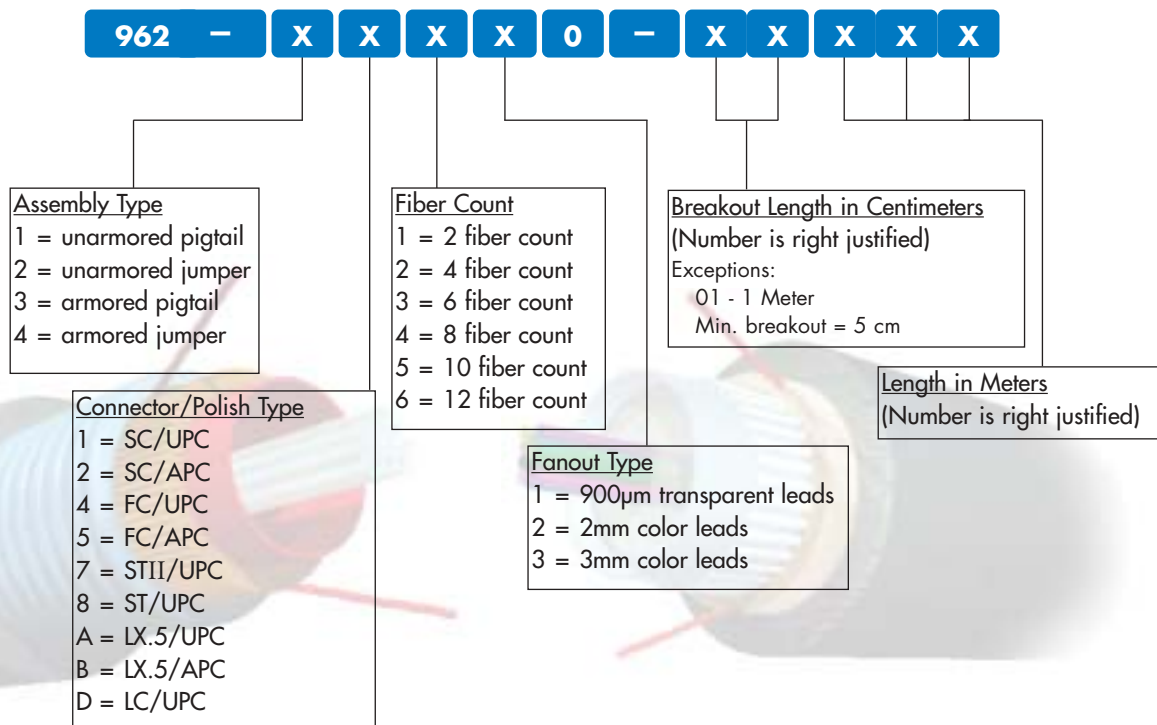 962 – X X X X 0 – X X X X X
Assembly Type
1 = unarmored pigtail
2 = unarmored jumper
3 = armored pigtail
4 = armored jumper
Connector/Polish Type
1 = SC/UPC
2 = SC/APC
4 = FC/UPC
5 = FC/APC
7 = STII/UPC
8 = ST/UPC
A = LX.5/UPC
B = LX.5/APC
D = LC/UPC
Fiber Count
1 = 2 fiber count
2 = 4 fiber count
3 = 6 fiber count
4 = 8 fiber count
5 = 10 fiber count
6 = 12 fiber count
Fanout Type
1 = 900µm transparent leads
2 = 2mm color leads
3 = 3mm color leads
Breakout Length in Centimeters
(Number is right justified)
Exceptions:
01 - 1 Meter
Min. breakout = 5 cm
Length in Meters
(Number is right justified)